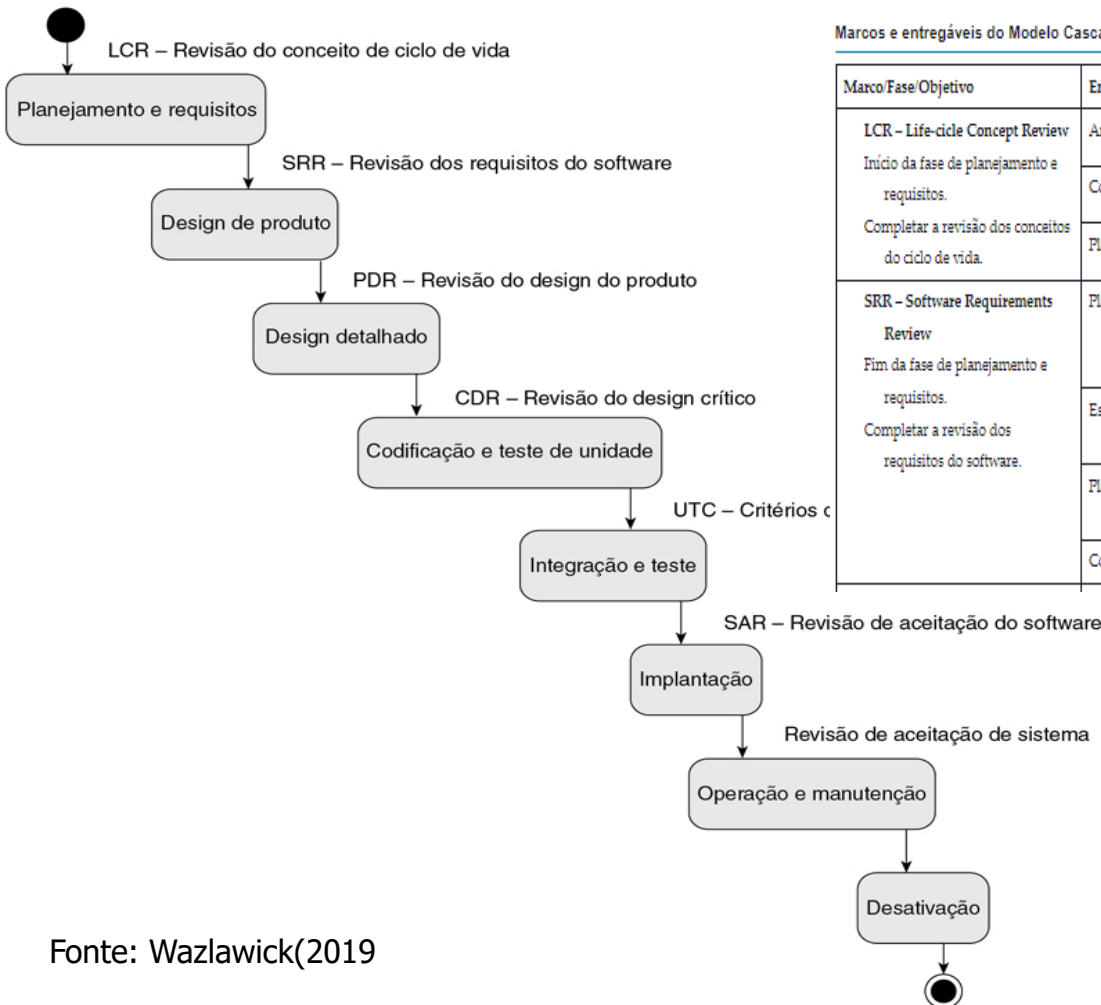 LCR – Revisão do conceito de ciclo de vida
Planejamento e requisitos
SRR – Revisão dos requisitos do software
Design de produto
PDR – Revisão do design do produto
Design detalhado
CDR – Revisão do design crítico
Codificação e teste de unidade
UTC – Critérios
Integração e teste
SAR – Revisão de aceitação do software
Implantação
Revisão de aceitação de sistema
Operação e manutenção
Desativação
Fonte: Wazlawick(2019
Marcos e entregáveis do Modelo
Marco/Fase/Objetivo
LCR – Life-cicle Concept Review
Início da fase de planejamento e
requisitos.
Completar a revisão dos conceitos
do ciclo de vida.
SRR – Software Requirements
Review
Fim da fase de planejamento e
requisitos.
Completar a revisão dos
requisitos do software.